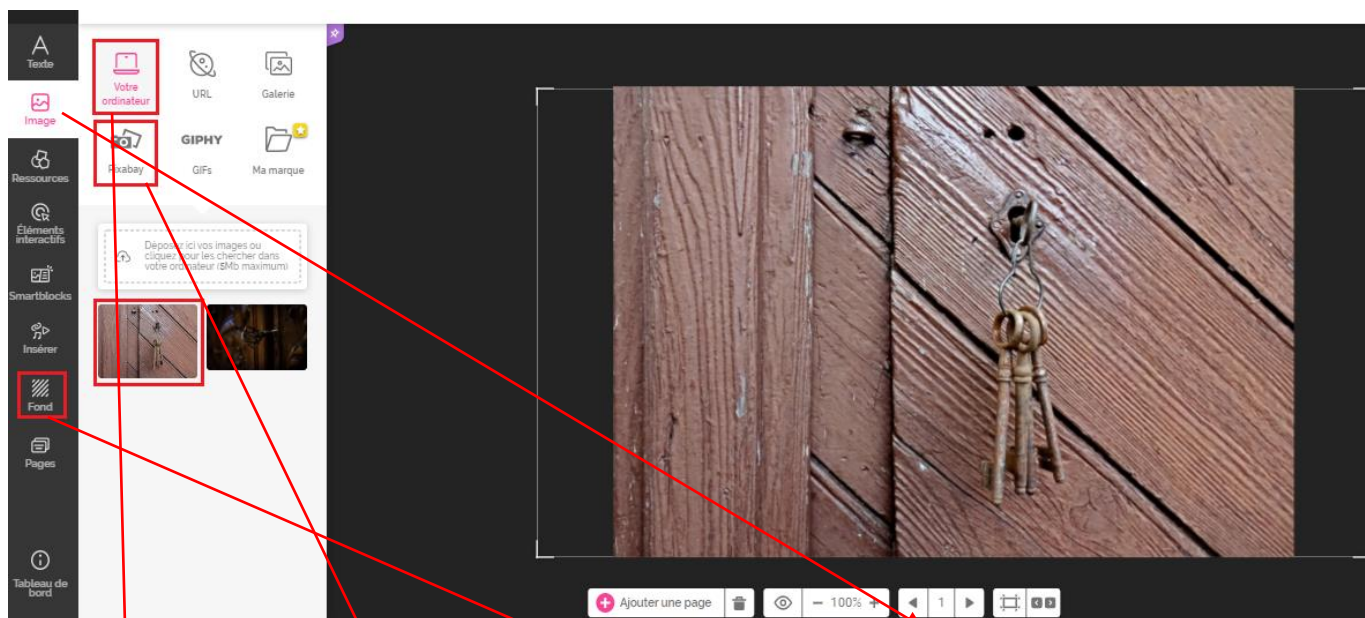 Texte
Image
Ressources
Éléments
interactifs
Smartblocks
Insérer
Fond
Pages
Tableau de
bord
Votre
ordinateur
URL
Galerie
Pixabay
GIPHY
GIFs
Ma marque
Déposez ici vos images ou
cliquez pour les chercher dans
votre ordinateur (5Mb maximum)
Ajouter une page
100%
1